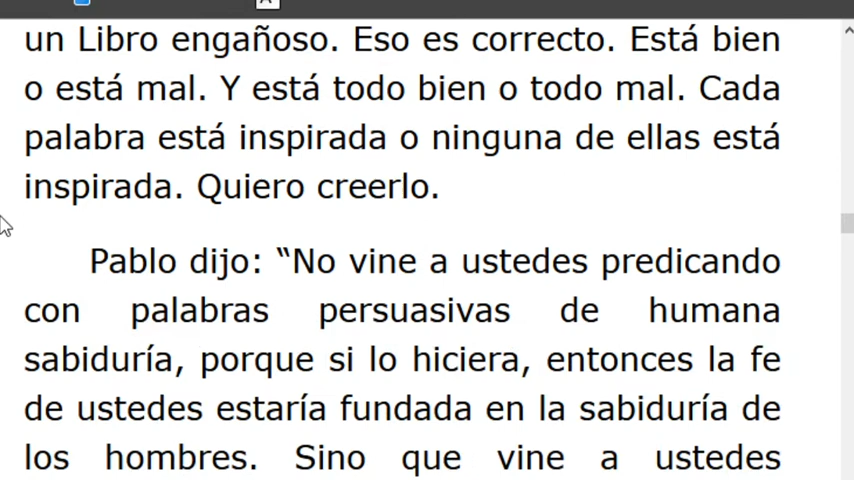 un Libro engañoso. Eso es correcto. Está bien
o está mal. Y está todo bien o todo mal. Cada
palabra está inspirada o ninguna de ellas está
inspirada. Quiero creerlo.
Pablo dijo: “No vine a ustedes predicando
con palabras persuasivas de humana
sabiduría, porque si lo hiciera, entonces la fe
de ustedes estaría fundada en la sabiduría de
los hombres. Sino que vine a ustedes